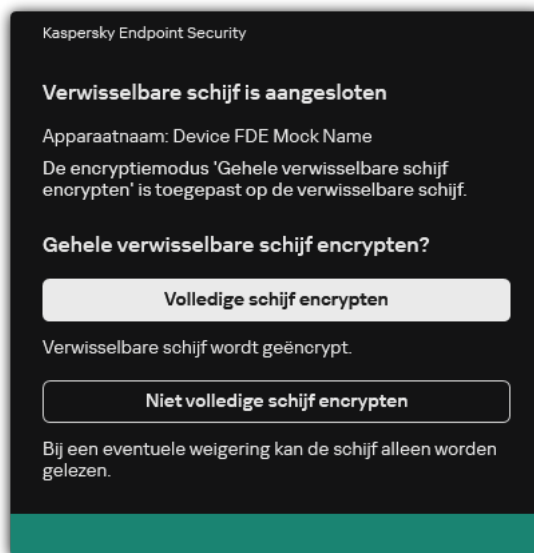 Kaspersky Endpoint Security
Verwisselbare schijf is aangesloten
Apparaatnaam: Device FDE Mock Name
De encryptiemodus 'Gehele verwisselbare schijf
encrypten' is toegepast op de verwisselbare schijf.
Gehele verwisselbare schijf encrypten?
Volledige schijf encrypten
Verwisselbare schijf wordt geëncrypt.
Niet volledige schijf encrypten
Bij een eventuele weigering kan de schijf alleen worden
gelezen.